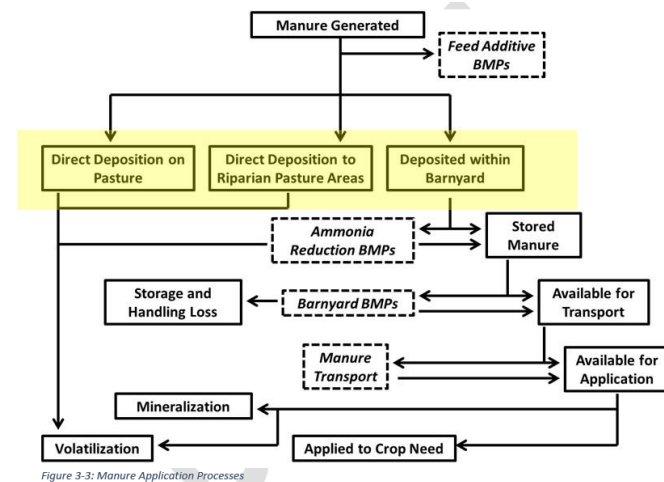 Manure Generated
Feed Additive
BMPs
Direct Deposition on
Pasture
Direct Deposition to
Riparian Pasture Areas
Deposited within
Barnyard
Ammonia
Reduction BMPs
Stored
Manure
Storage and
Handling Loss
Barnyard BMPs
Available for
Transport
Manure
Transport
Available for
Application
Mineralization
Volatilization
Applied to Crop Need
Figure 3-3: Manure Application Processes